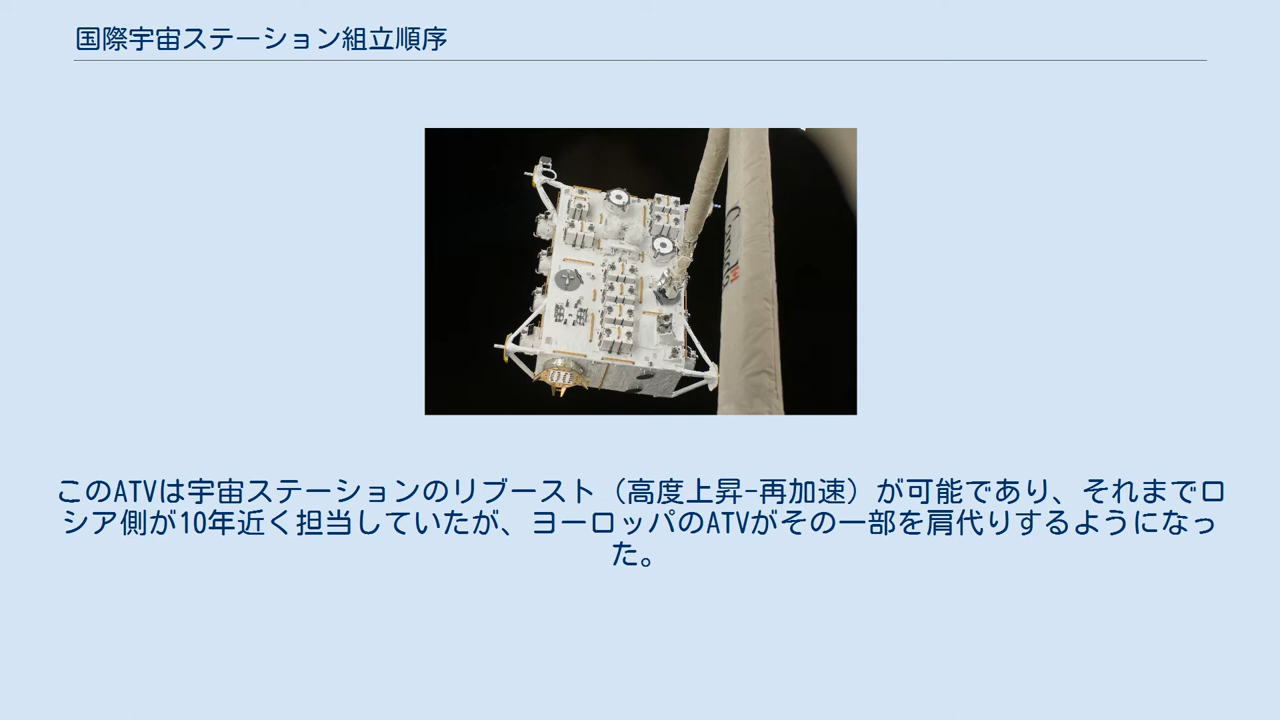 国際宇宙ステーション組立順序
Canada
このATVは宇宙ステーションのリブースト（高度上昇-再加速）が可能であり、それまでロ
シア側が10年近く担当していたが、ヨーロッパのATVがその一部を肩代りするようになっ
た。